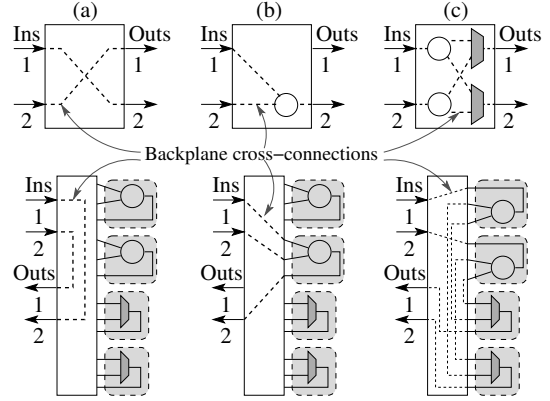 (a) (b) (c)
Ins Outs Ins Outs Ins Outs
1 1 1 1 1 1
2 2 2 2 2 2
Backplane cross−connections
Ins Ins Ins
1 1 1
2 2 2
Outs Outs Outs
1 1 1
2 2 2